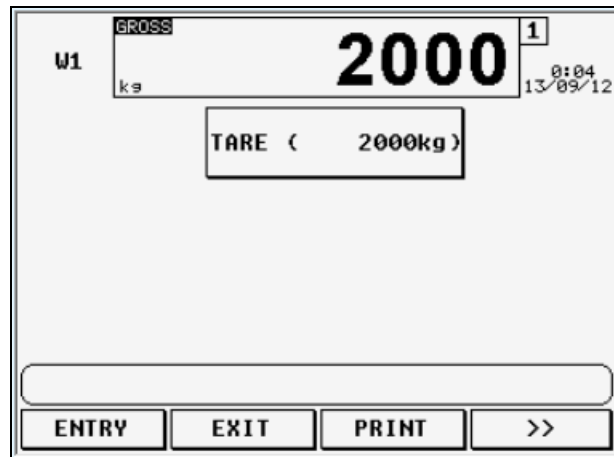 GROSS
2000
1
W1
kg
0:04
13/09/12
TARE ( 2000kg)
ENTRY EXIT PRINT >>